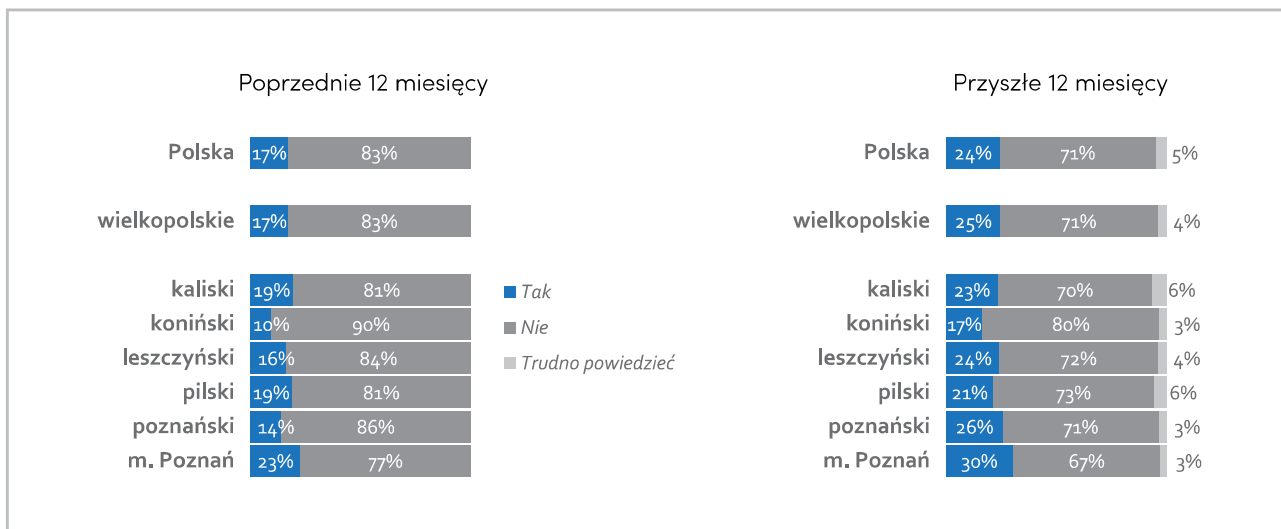 Poprzednie 12 miesięcy
Polska 17% 83%
wielkopolskie 17% 83%
kaliski 19% 81%
koniński 10% 90%
leszczyński 16% 84%
pilski 19% 81%
poznański 14% 86%
m. Poznań 23% 77%
Tak
Nie
Trudno powiedzieć
Przyszłe 12 miesięcy
Polska 24% 71% 5%
wielkopolskie 25% 71% 4%
kaliski 23% 70% 6%
koniński 17% 80% 3%
leszczyński 24% 72% 4%
pilski 21% 73% 6%
poznański 26% 71% 3%
m. Poznań 30% 67% 3%